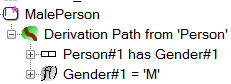 MalePerson
Derivation Path from 'Person'
Person#1 has Gender#1
f() Gender#1 = 'M'